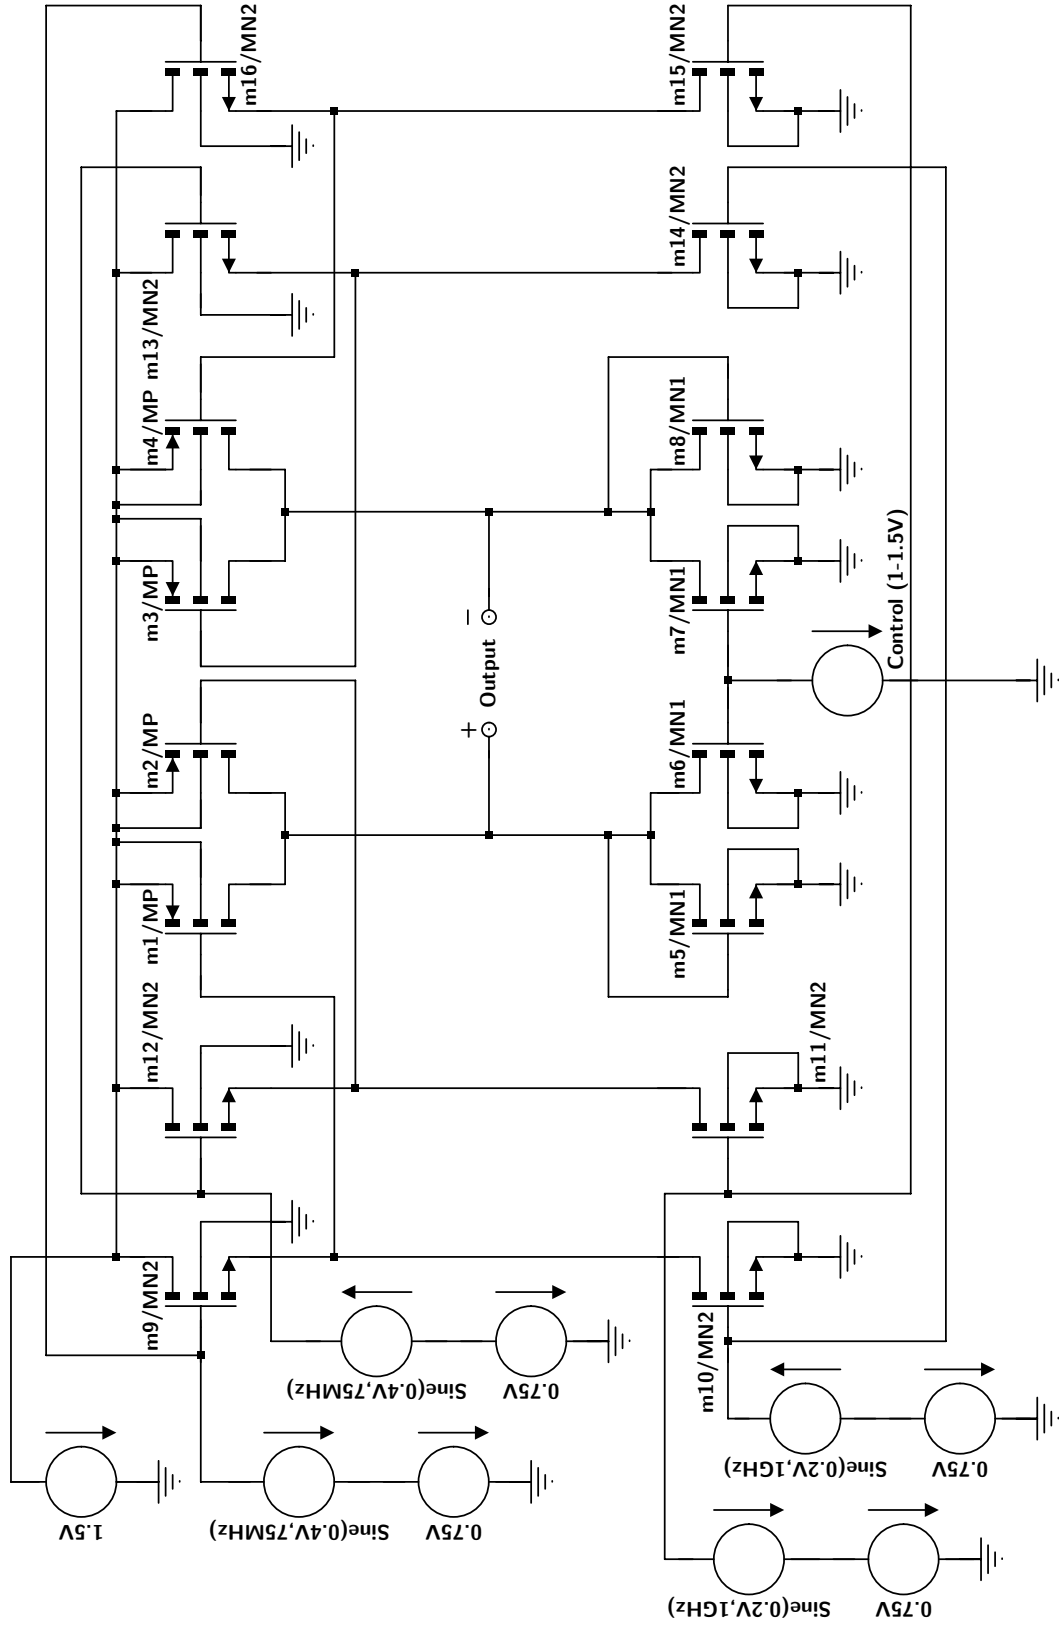 m16/MN2
m15/MN2
m13/MN2
m14/MN2
m4/MP
m8/MN1
m3/MP
m7/MN1
Control (1-1.5V)
−
Output
+
m2/MP
m6/MN1
m1/MP
m5/MN1
m12/MN2
m11/MN2
m9/MN2
m10/MN2
Sine(0.4V,75MHz)
0.75V
Sine(0.2V,1GHz)
0.75V
1.5V
Sine(0.4V,75MHz)
0.75V
Sine(0.2V,1GHz)
0.75V